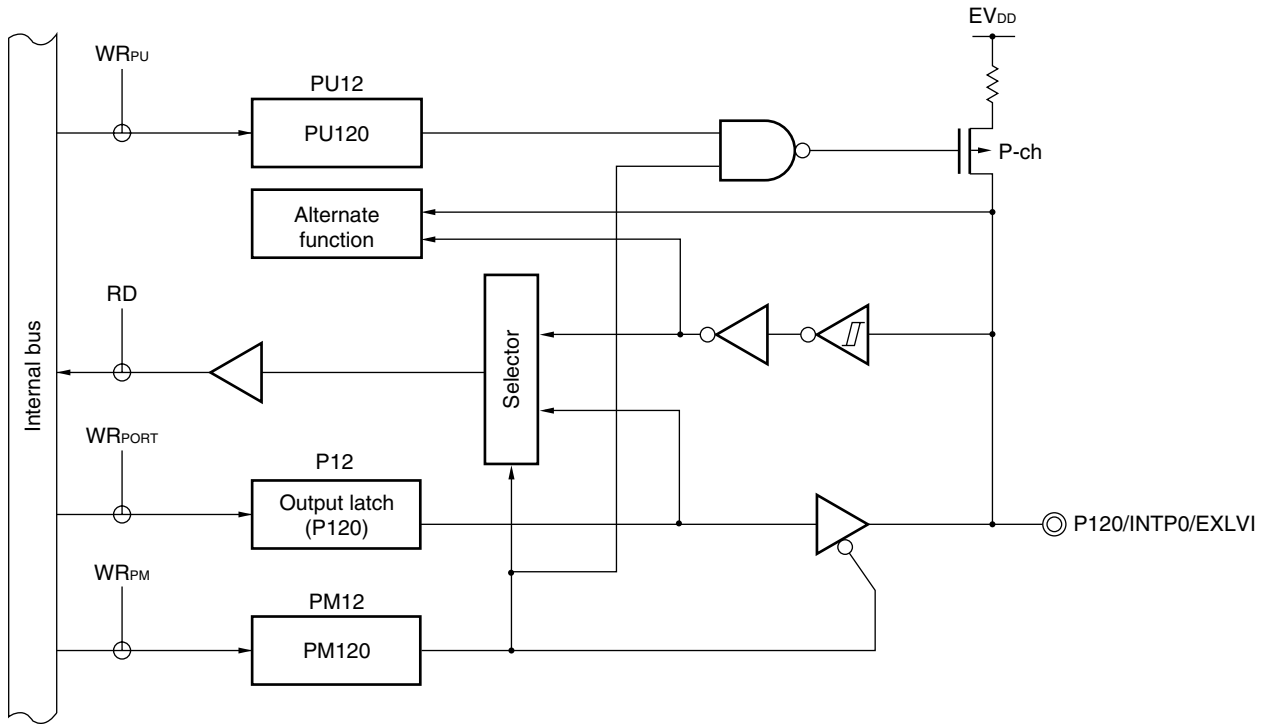 EVDD
WRPU
PU12
PU120
P-ch
Alternate
function
RD
Selector
Internal bus
WRPORT
P12
Output latch
(P120)
P120/INTP0/EXLVI
WRPM
PM12
PM120